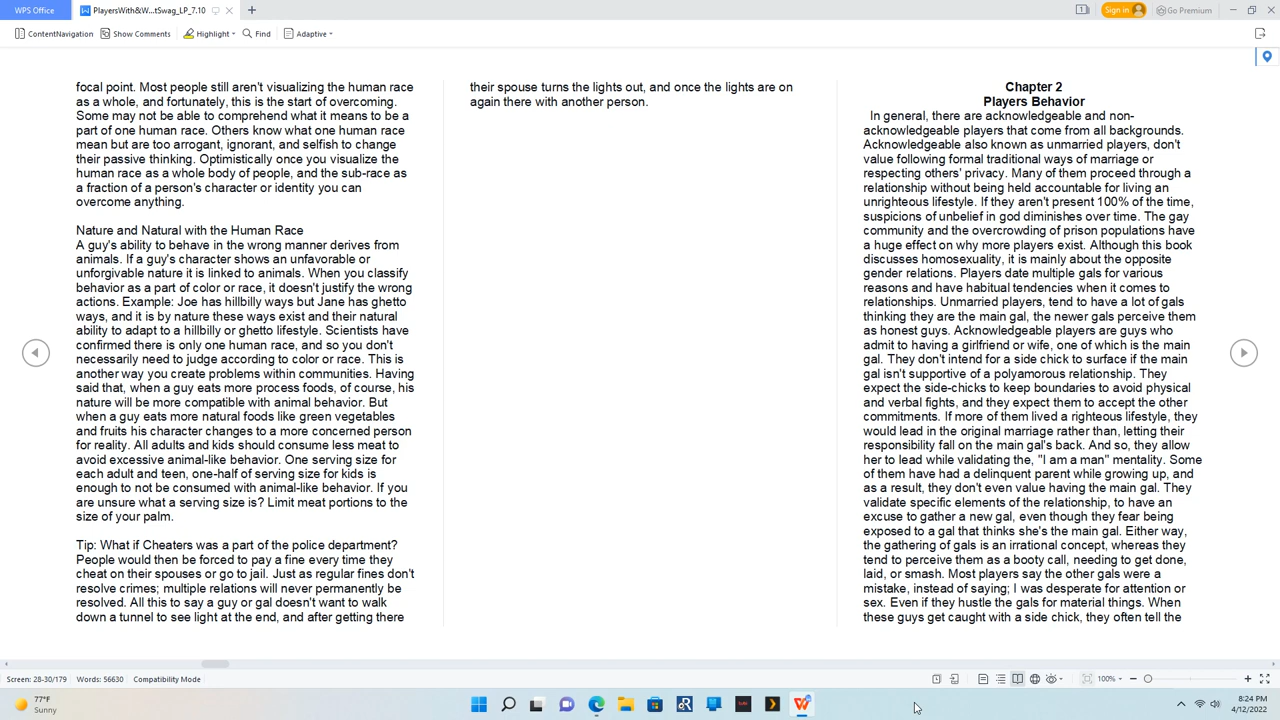 WPS Office
PlayersWith&W...tSwag_LP_7.10
Sign in
Go Premium
ContentNavigation
Show Comments
Highlight
Find
Adaptive
focal point. Most people still aren't visualizing the human race
as a whole, and fortunately, this is the start of overcoming.
Some may not be able to comprehend what it means to be a
part of one human race. Others know what one human race
mean but are too arrogant, ignorant, and selfish to change
their passive thinking. Optimistically once you visualize the
human race as a whole body of people, and the sub-race as
a fraction of a person's character or identity you can
overcome anything.
Nature and Natural with the Human Race
A guy's ability to behave in the wrong manner derives from
animals. If a guy's character shows an unfavorable or
unforgivable nature it is linked to animals. When you classify
behavior as a part of color or race, it doesn't justify the wrong
actions. Example: Joe has hillbilly ways but Jane has ghetto
ways, and it is by nature these ways exist and their natural
ability to adapt to a hillbilly or ghetto lifestyle. Scientists have
confirmed there is only one human race, and so you don't
necessarily need to judge according to color or race. This is
another way you create problems within communities. Having
said that, when a guy eats more process foods, of course, his
nature will be more compatible with animal behavior. But
when a guy eats more natural foods like green vegetables
and fruits his character changes to a more concerned person
for reality. All adults and kids should consume less meat to
avoid excessive animal-like behavior. One serving size for
each adult and teen, one-half of serving size for kids is
enough to not be consumed with animal-like behavior. If you
are unsure what a serving size is? Limit meat portions to the
size of your palm.
Tip: What if Cheaters was a part of the police department?
People would then be forced to pay a fine every time they
cheat on their spouses or go to jail. Just as regular fines don't
resolve crimes; multiple relations will never permanently be
resolved. All this to say a guy or gal doesn't want to walk
down a tunnel to see light at the end, and after getting there
their spouse turns the lights out, and once the lights are on
again there with another person.
Chapter 2
Players Behavior
In general, there are acknowledgeable and non-
acknowledgeable players that come from all backgrounds.
Acknowledgeable also known as unmarried players, don't
value following formal traditional ways of marriage or
respecting others' privacy. Many of them proceed through a
relationship without being held accountable for living an
unrighteous lifestyle. If they aren't present 100% of the time,
suspicions of unbelief in god diminishes over time. The gay
community and the overcrowding of prison populations have
a huge effect on why more players exist. Although this book
discusses homosexuality, it is mainly about the opposite
gender relations. Players date multiple gals for various
reasons and have habitual tendencies when it comes to
relationships. Unmarried players, tend to have a lot of gals
thinking they are the main gal, the newer gals perceive them
as honest guys. Acknowledgeable players are guys who
admit to having a girlfriend or wife, one of which is the main
gal. They don't intend for a side chick to surface if the main
gal isn't supportive of a polyamorous relationship. They
expect the side-chicks to keep boundaries to avoid physical
and verbal fights, and they expect them to accept the other
commitments. If more of them lived a righteous lifestyle, they
would lead in the original marriage rather than, letting their
responsibility fall on the main gal's back. And so, they allow
her to lead while validating the, "I am a man" mentality. Some
of them have had a delinquent parent while growing up, and
as a result, they don't even value having the main gal. They
validate specific elements of the relationship, to have an
excuse to gather a new gal, even though they fear being
exposed to a gal that thinks she's the main gal. Either way,
the gathering of gals is an irrational concept, whereas they
tend to perceive them as a booty call, needing to get done,
laid, or smash. Most players say the other gals were a
mistake, instead of saying; I was desperate for attention or
sex. Even if they hustle the gals for material things. When
these guys get caught with a side chick, they often tell the
Screen: 28-30/179
Words: 56630
Compatibility Mode
100%
77°F
Sunny
6:24 PM
4/12/2022